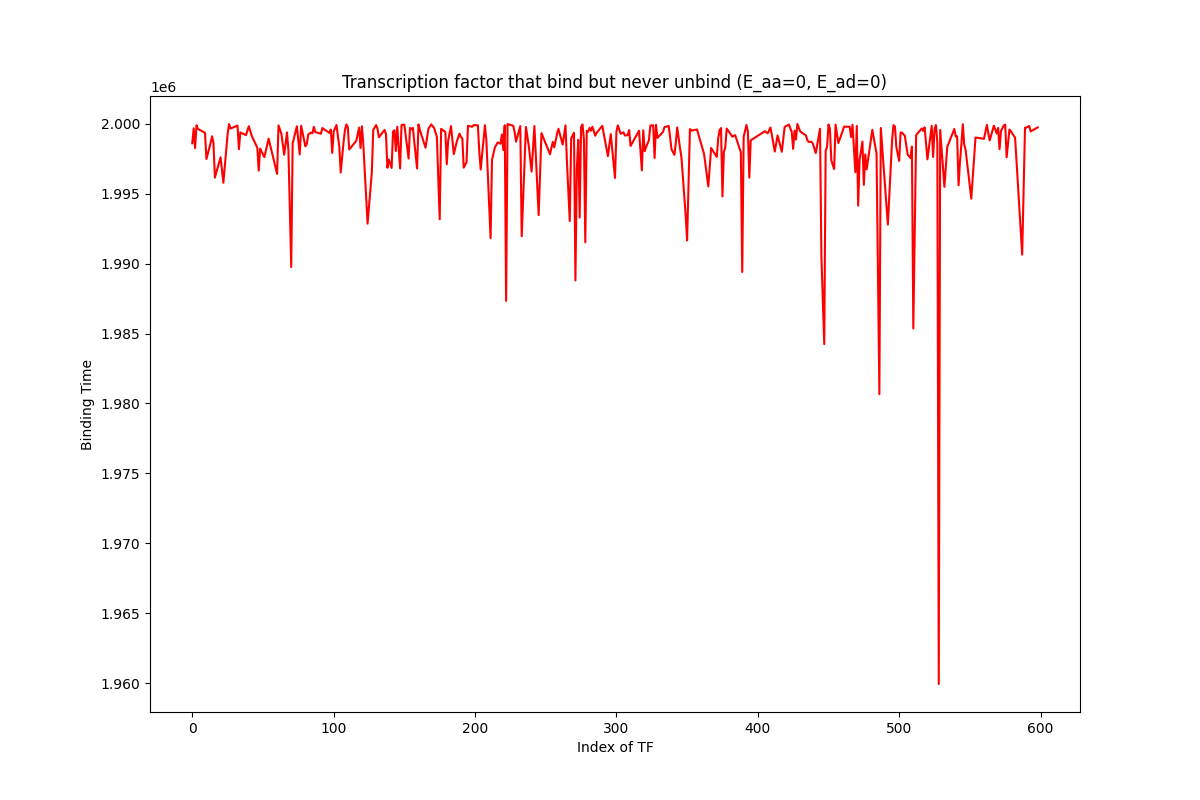 Transcription factor that bind but never unbind (E_aa=0, E_ad=0)
1e6
2.000
1.995
1.990
1.985
1.980
1.975
1.970
1.965
1.960
Binding Time
0 100 200 300 400 500 600
Index of TF